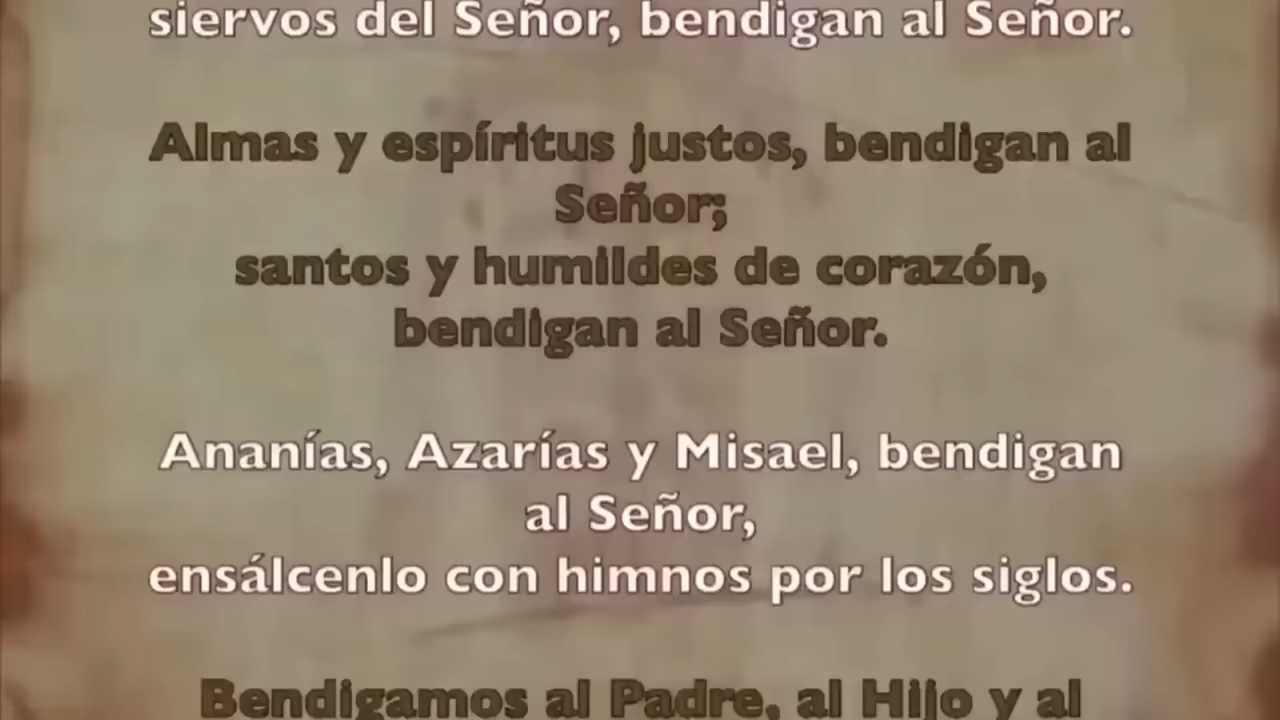 siervos del Señor, bendigan al Señor.
Almas y espíritus justos, bendigan al
Señor;
santos y humildes de corazón,
bendigan al Señor.
Ananías, Azarías y Misael, bendigan
al Señor,
ensálcenlo con himnos por los siglos.
Bendigamos al Padre, al Hijo y al